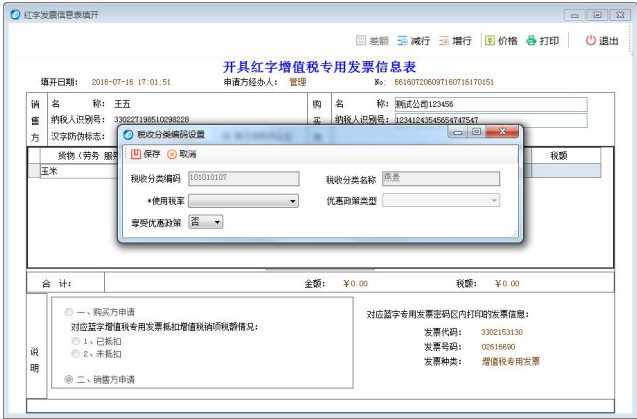 红字发票信息表填开
差额 减行 增行 价格 打印 退出
开具红字增值税专用发票信息表
填开日期: 2016-07-16 17:01:51 申请方经办人: 管理 No: 661607206097160716170151
销售方 名 称: 王五 购 名 称: 测试公司123456
纳税人识别号: 330227198510298228 纳税人识别号: 12341243545654747547
汉字防伪标志:
税收分类编码设置
货物(劳务 服务 税额
保存 取消
玉米
税收分类编码 101010107 税收分类名称 燕麦
*使用税率 优惠政策类型
享受优惠政策 否
合 计: 金额: ¥0.00 税额: ¥0.00
说明
一、购买方申请
对应蓝字专用发票密码区内打印的发票信息:
对应蓝字增值税专用发票抵扣增值税销项税额情况:
发票代码: 3302153130
1、已抵扣
发票号码: 02616690
2、未抵扣
发票种类: 增值税专用发票
二、销售方申请